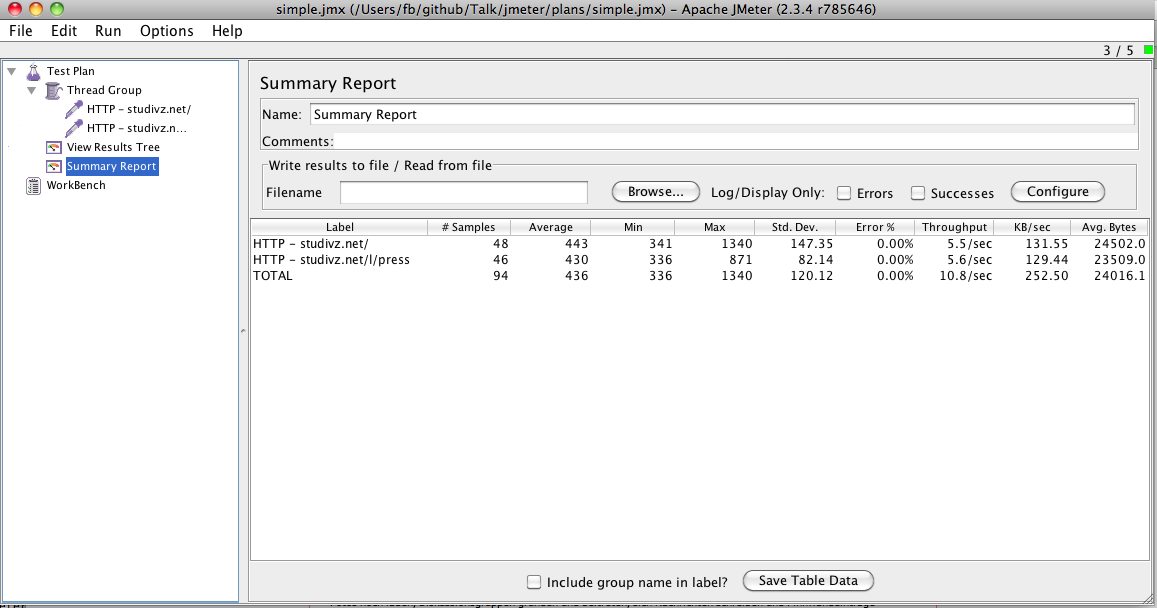 simple.jmx (/Users/fb/github/Talk/jmeter/plans/simple.jmx) – Apache JMeter (2.3.4 r785646)
File Edit Run Options Help
3 / 5
Test Plan
Thread Group
HTTP – studivz.net/
HTTP – studivz.n...
View Results Tree
Summary Report
WorkBench
Summary Report
Name: Summary Report
Comments:
Write results to file / Read from file
Filename Browse... Log/Display Only: Errors Successes Configure
Label # Samples Average Min Max Std. Dev. Error % Throughput KB/sec Avg. Bytes
HTTP – studivz.net/ 48 443 341 1340 147.35 0.00% 5.5/sec 131.55 24502.0
HTTP – studivz.net/l/press 46 430 336 871 82.14 0.00% 5.6/sec 129.44 23509.0
TOTAL 94 436 336 1340 120.12 0.00% 10.8/sec 252.50 24016.1
Include group name in label? Save Table Data